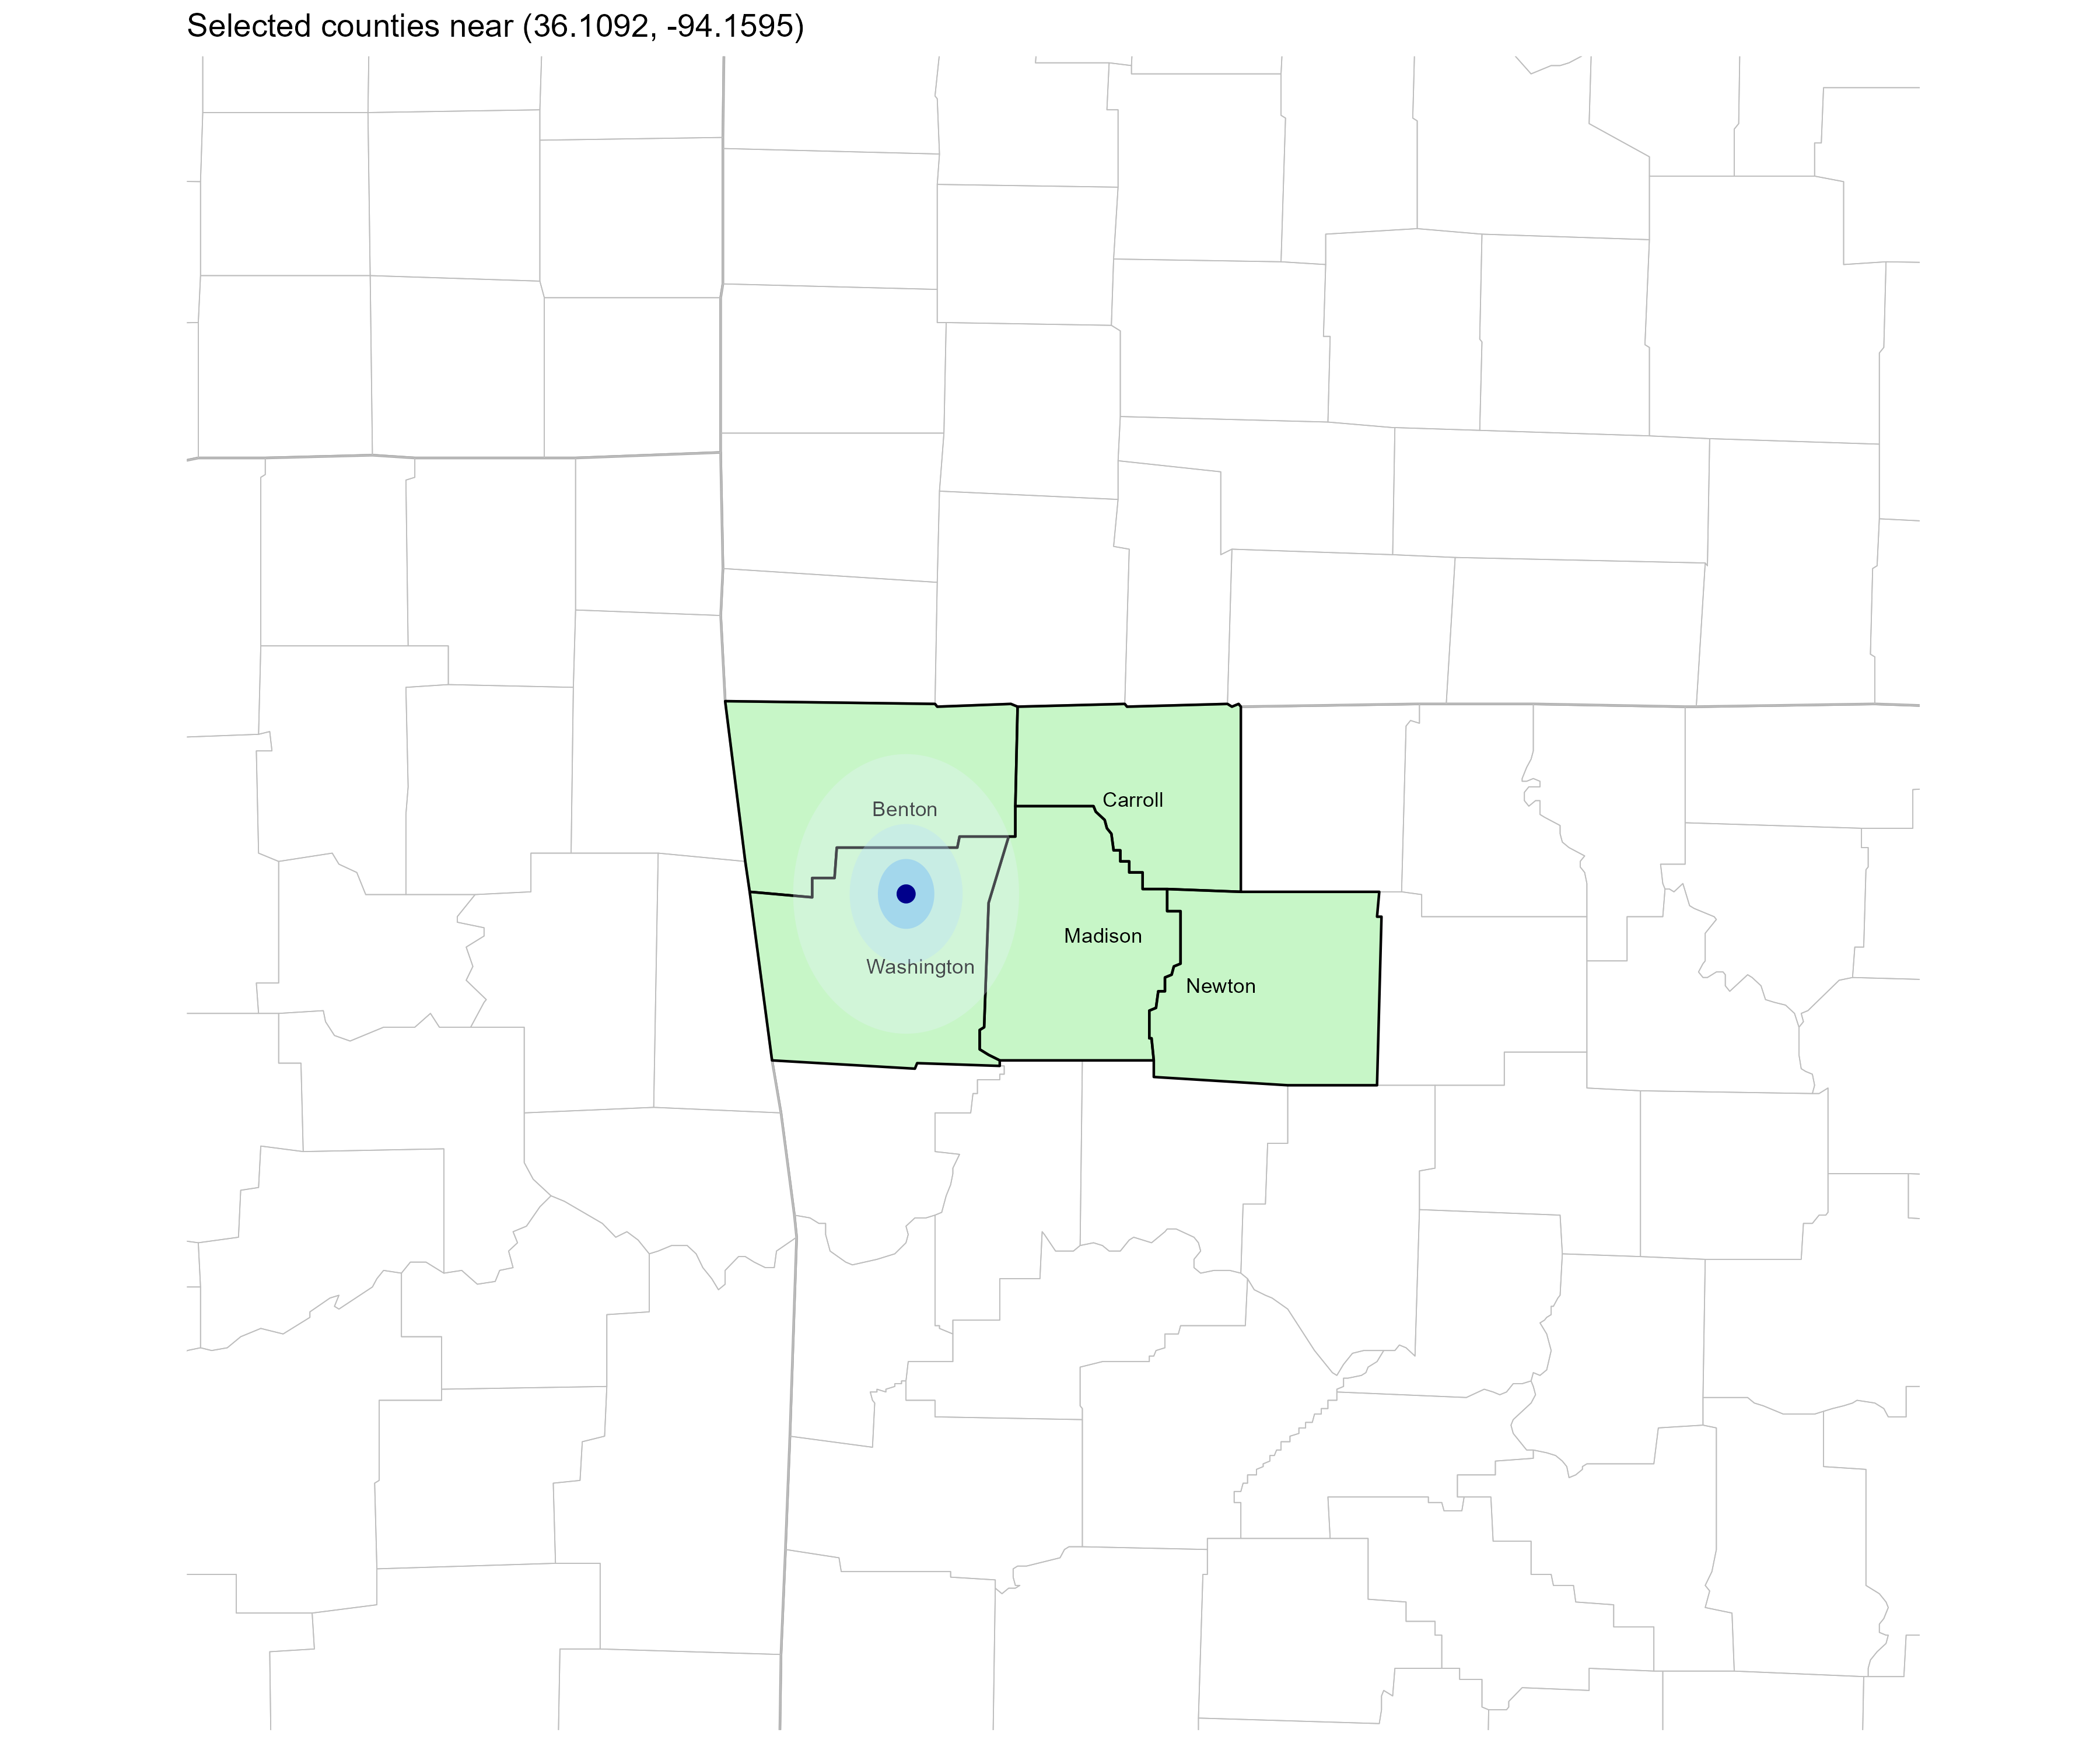 Selected counties near (36.1092, -94.1595)
Benton
Carroll
Madison
Washington
Newton